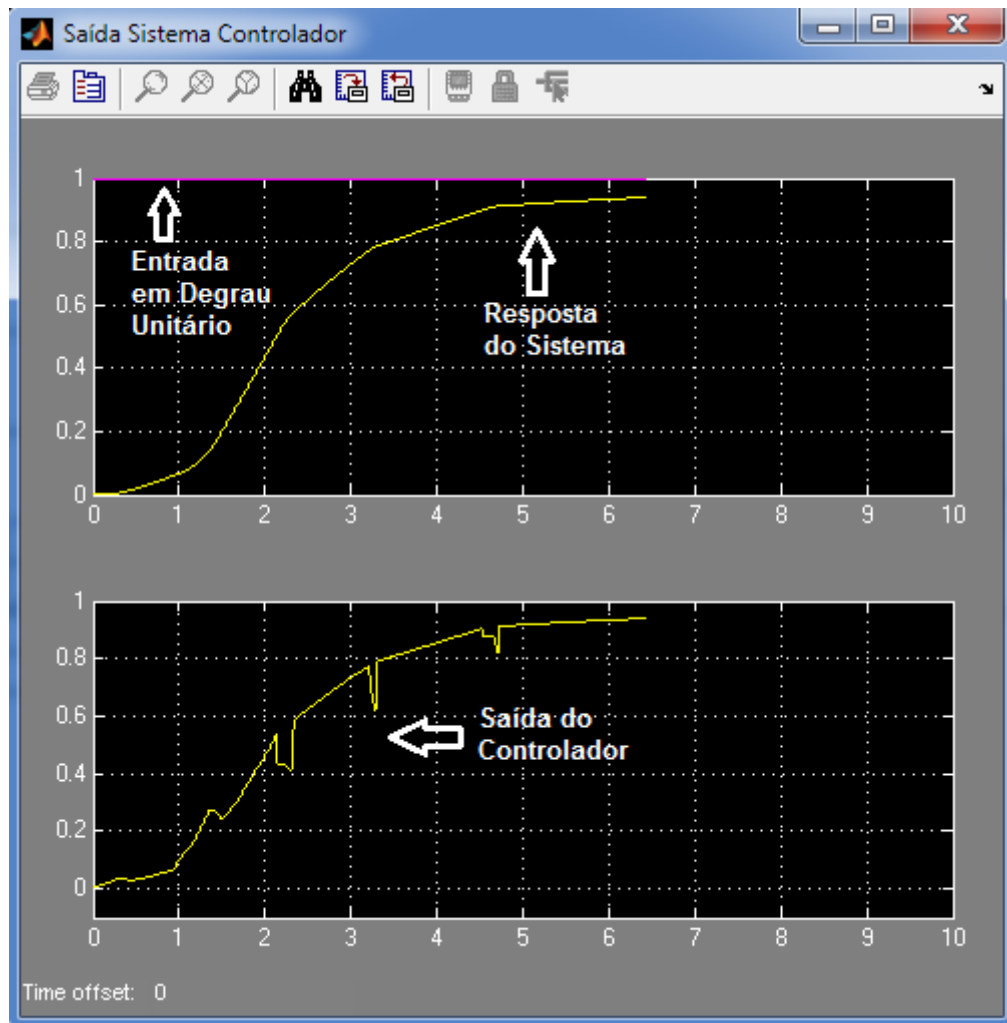 Saída Sistema Controlador
1
0.8
0.6
0.4
0.2
0
0 1 2 3 4 5 6 7 8 9 10
Entrada
em Degrau
Unitário
Resposta
do Sistema
1
0.8
0.6
0.4
0.2
0
0 1 2 3 4 5 6 7 8 9 10
Saída do
Controlador
Time offset: 0